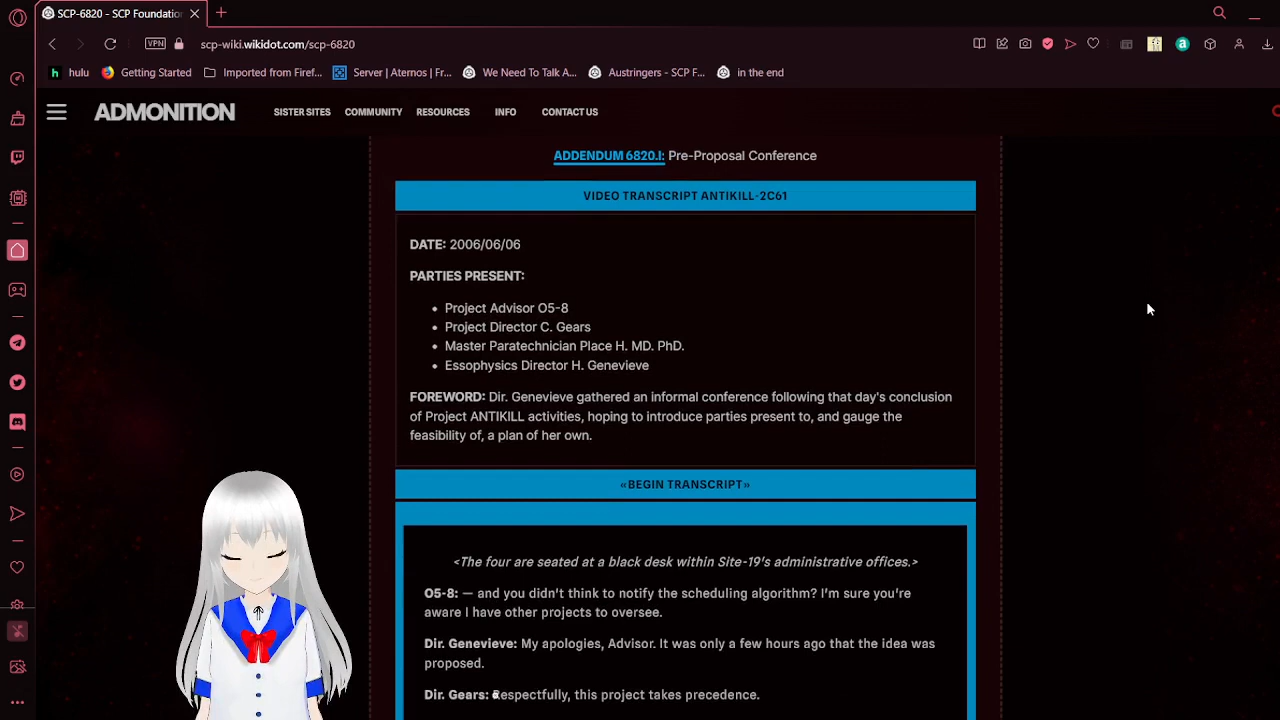 SCP-6820 - SCP Foundation
VPN
scp-wiki.wikidot.com/scp-6820
hulu
Getting Started
Imported from Firef...
Server | Aternos | Fr...
We Need To Talk A...
Austringers - SCP F...
in the end
ADMONITION
SISTER SITES
COMMUNITY
RESOURCES
INFO
CONTACT US
ADDENDUM 6820.I: Pre-Proposal Conference
VIDEO TRANSCRIPT ANTIKILL-2C61
DATE: 2006/06/06
PARTIES PRESENT:
• Project Advisor O5-8
• Project Director C. Gears
• Master Paratechnician Place H. MD. PhD.
• Essophysics Director H. Genevieve
FOREWORD: Dir. Genevieve gathered an informal conference following that day's conclusion
of Project ANTIKILL activities, hoping to introduce parties present to, and gauge the
feasibility of, a plan of her own.
«BEGIN TRANSCRIPT»
<The four are seated at a black desk within Site-19's administrative offices.>
O5-8: — and you didn't think to notify the scheduling algorithm? I'm sure you're
aware I have other projects to oversee.
Dir. Genevieve: My apologies, Advisor. It was only a few hours ago that the idea was
proposed.
Dir. Gears: Respectfully, this project takes precedence.